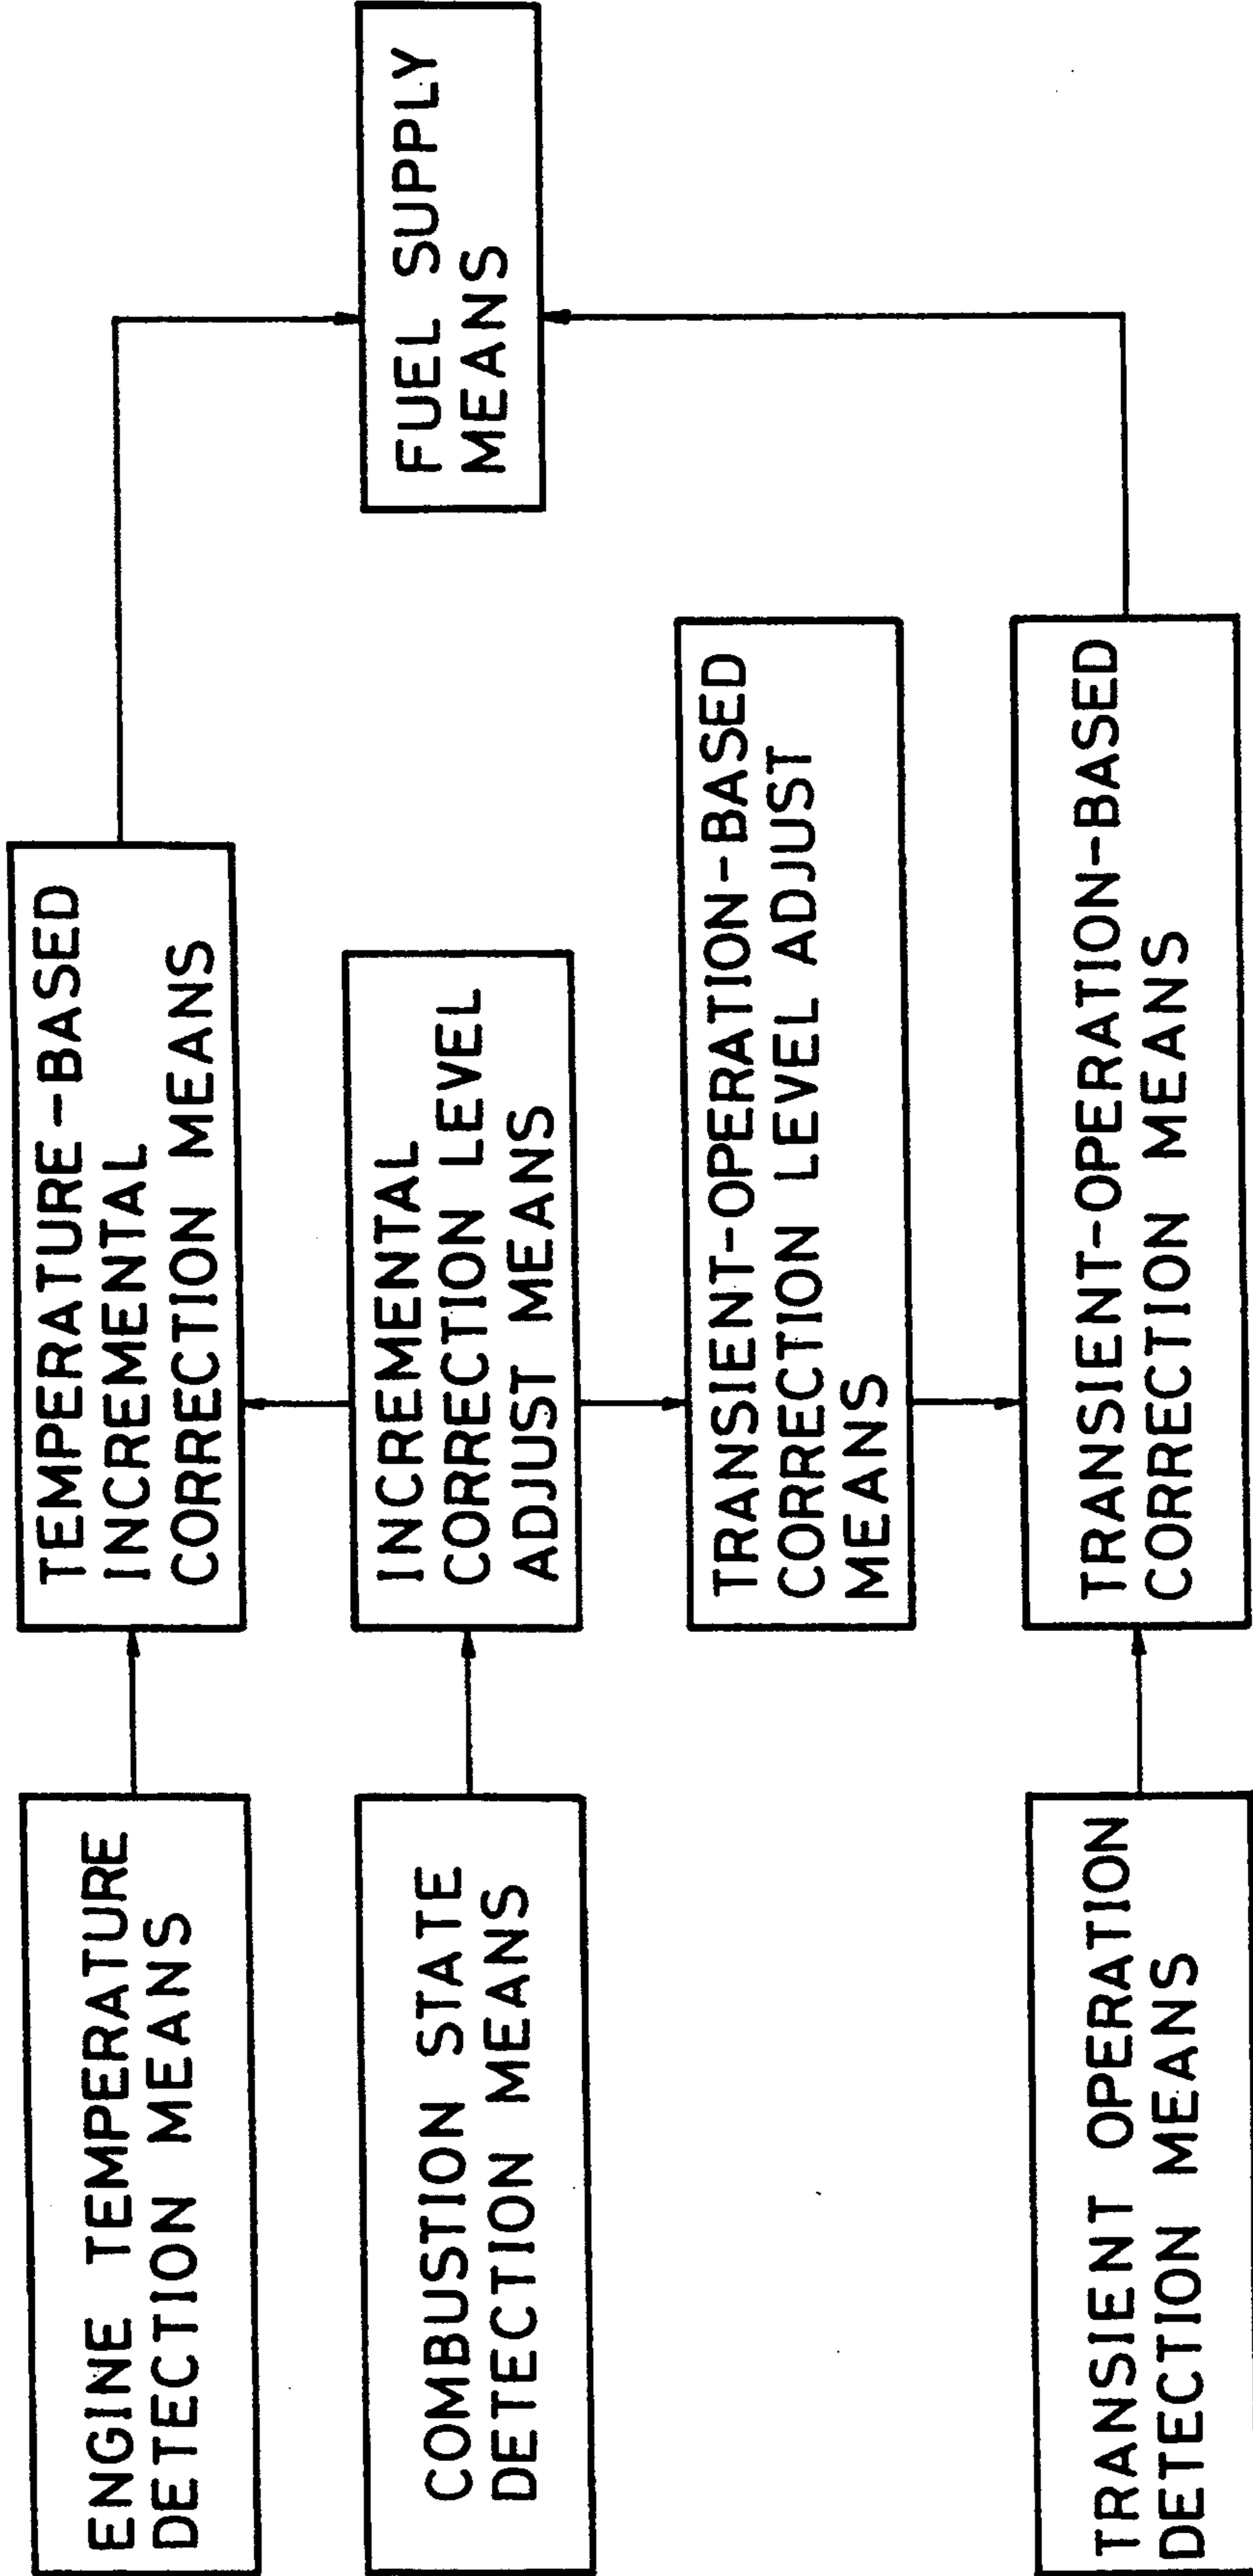 ENGINE TEMPERATURE
DETECTION MEANS
TEMPERATURE-BASED
INCREMENTAL
CORRECTION MEANS
COMBUSTION STATE
DETECTION MEANS
INCREMENTAL
CORRECTION LEVEL
ADJUST MEANS
FUEL SUPPLY
MEANS
TRANSIENT-OPERATION-BASED
CORRECTION LEVEL ADJUST
MEANS
TRANSIENT OPERATION
DETECTION MEANS
TRANSIENT-OPERATION-BASED
CORRECTION MEANS